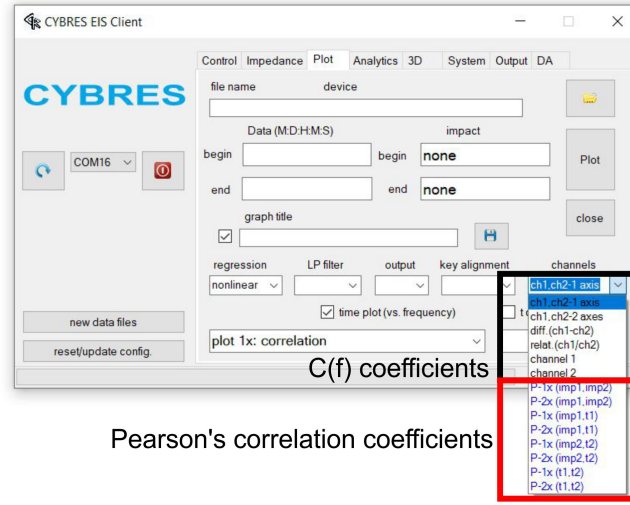 CYBRES EIS Client
Control Impedance Plot Analytics 3D System Output DA
CYBRES
file name device
Data (M:D:H:M:S) impact
COM16
begin begin none
Plot
end end none
graph title
close
regression LP filter output key alignment channels
nonlinear ch1,ch2-1 axis
time plot (vs. frequency)
new data files
plot 1x: correlation
reset/update config.
ch1,ch2-1 axis
ch1,ch2-2 axes
diff.(ch1-ch2)
relat.(ch1/ch2)
channel 1
channel 2
C(f) coefficients
P-1x (imp1,imp2)
P-2x (imp1,imp2)
P-1x (imp1,t1)
P-2x (imp1,t1)
P-1x (imp2,t2)
P-2x (imp2,t2)
P-1x (t1,t2)
P-2x (t1,t2)
Pearson's correlation coefficients